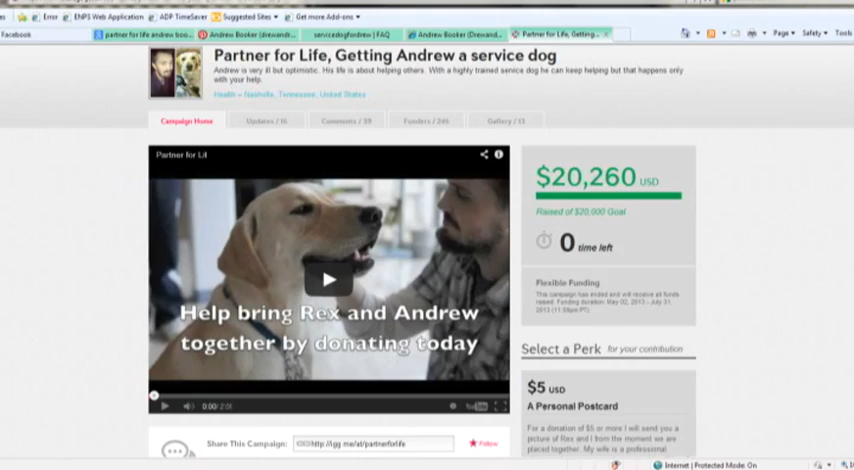 Error
ENPS Web Application
ADP TimeSaver
Suggested Sites
Get more Add-ons
Facebook
partner for life andrew boo...
Andrew Booker (drewandr...
servicedogforandrew | FAQ
Andrew Booker (Drewand...
Partner for Life, Getting...
Page
Safety
Tools
Partner for Life, Getting Andrew a service dog
Andrew is very ill but optimistic. His life is about helping others. With a highly trained service dog he can keep helping but that happens only
with your help.
Health – Nashville, Tennessee, United States
Campaign Home
Updates / 16
Comments / 39
Funders
Gallery / 13
Partner for Lif
Help bring Rex and Andrew
together by donating today
0:00 / 2:01
YouTube
$20,260 USD
Raised of $20,000 Goal
0 time left
Flexible Funding
This campaign has ended and will receive all funds
raised. Funding duration: May 02, 2013 - July 31,
2013 (11:59pm PT)
Select a Perk for your contribution
$5 USD
A Personal Postcard
For a donation of $5 or more I will send you a
picture of Rex and I from the moment we are
placed together. My wife is a professional
Share This Campaign:
http://igg.me/at/partnerforlife
Follow
Internet | Protected Mode: On